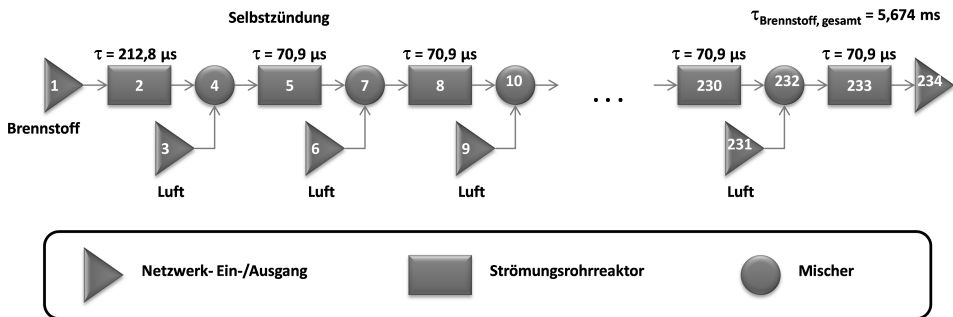 Selbstzündung
τBrennstoff, gesamt = 5,674 ms
τ = 212,8 µs τ = 70,9 µs τ = 70,9 µs τ = 70,9 µs τ = 70,9 µs
1 2 4 5 7 8 10 ... 230 232 233 234
Brennstoff
3 6 9 231
Luft Luft Luft Luft
Netzwerk- Ein-/Ausgang Strömungsrohrreaktor Mischer